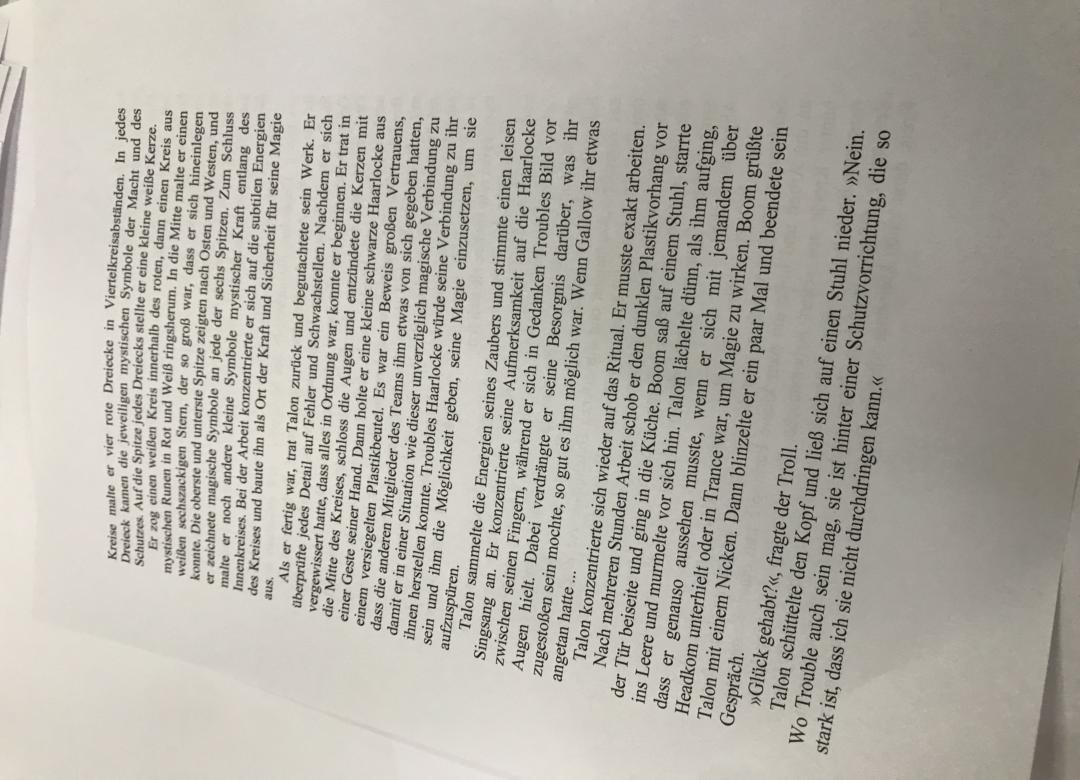 Kreise malte er vier rote Dreiecke in Viertelkreisabständen. In jedes
Dreieck kamen die jeweiligen mystischen Symbole der Macht und des
Schutzes. Auf die Spitze jedes Dreiecks stellte er eine kleine weiße Kerze.
Er zog einen weißen Kreis innerhalb des roten, dann einen Kreis aus
mystischen Runen in Rot und Weiß ringsherum. In die Mitte malte er einen
weißen sechszackigen Stern, der so groß war, dass er sich hineinlegen
konnte. Die oberste und unterste Spitze zeigten nach Osten und Westen, und
er zeichnete magische Symbole an jede der sechs Spitzen. Zum Schluss
malte er noch andere kleine Symbole mystischer Kraft entlang des
Innenkreises. Bei der Arbeit konzentrierte er sich auf die subtilen Energien
des Kreises und baute ihn als Ort der Kraft und Sicherheit für seine Magie
aus.
Als er fertig war, trat Talon zurück und begutachtete sein Werk. Er
überprüfte jedes Detail auf Fehler und Schwachstellen. Nachdem er sich
vergewissert hatte, dass alles in Ordnung war, konnte er beginnen. Er trat in
die Mitte des Kreises, schloss die Augen und entzündete die Kerzen mit
einer Geste seiner Hand. Dann holte er eine kleine schwarze Haarlocke aus
einem versiegelten Plastikbeutel. Es war ein Beweis großen Vertrauens,
dass die anderen Mitglieder des Teams ihm etwas von sich gegeben hatten,
damit er in einer Situation wie dieser unverzüglich magische Verbindung zu
ihnen herstellen konnte. Troubles Haarlocke würde seine Verbindung zu ihr
sein und ihm die Möglichkeit geben, seine Magie einzusetzen, um sie
aufzuspüren.
Talon sammelte die Energien seines Zaubers und stimmte einen leisen
Singsang an. Er konzentrierte seine Aufmerksamkeit auf die Haarlocke
zwischen seinen Fingern, während er sich in Gedanken Troubles Bild vor
Augen hielt. Dabei verdrängte er seine Besorgnis darüber, was ihr
zugestoßen sein mochte, so gut es ihm möglich war. Wenn Gallow ihr etwas
angetan hatte ...
Talon konzentrierte sich wieder auf das Ritual. Er musste exakt arbeiten.
Nach mehreren Stunden Arbeit schob er den dunklen Plastikvorhang vor
der Tür beiseite und ging in die Küche. Boom saß auf einem Stuhl, starrte
ins Leere und murmelte vor sich hin. Talon lächelte dünn, als ihm aufging,
dass er genauso aussehen musste, wenn er sich mit jemandem über
Headkom unterhielt oder in Trance war, um Magie zu wirken. Boom grüßte
Talon mit einem Nicken. Dann blinzelte er ein paar Mal und beendete sein
Gespräch.
»Glück gehabt?«, fragte der Troll.
Talon schüttelte den Kopf und ließ sich auf einen Stuhl nieder. »Nein.
Wo Trouble auch sein mag, sie ist hinter einer Schutzvorrichtung, die so
stark ist, dass ich sie nicht durchdringen kann.«